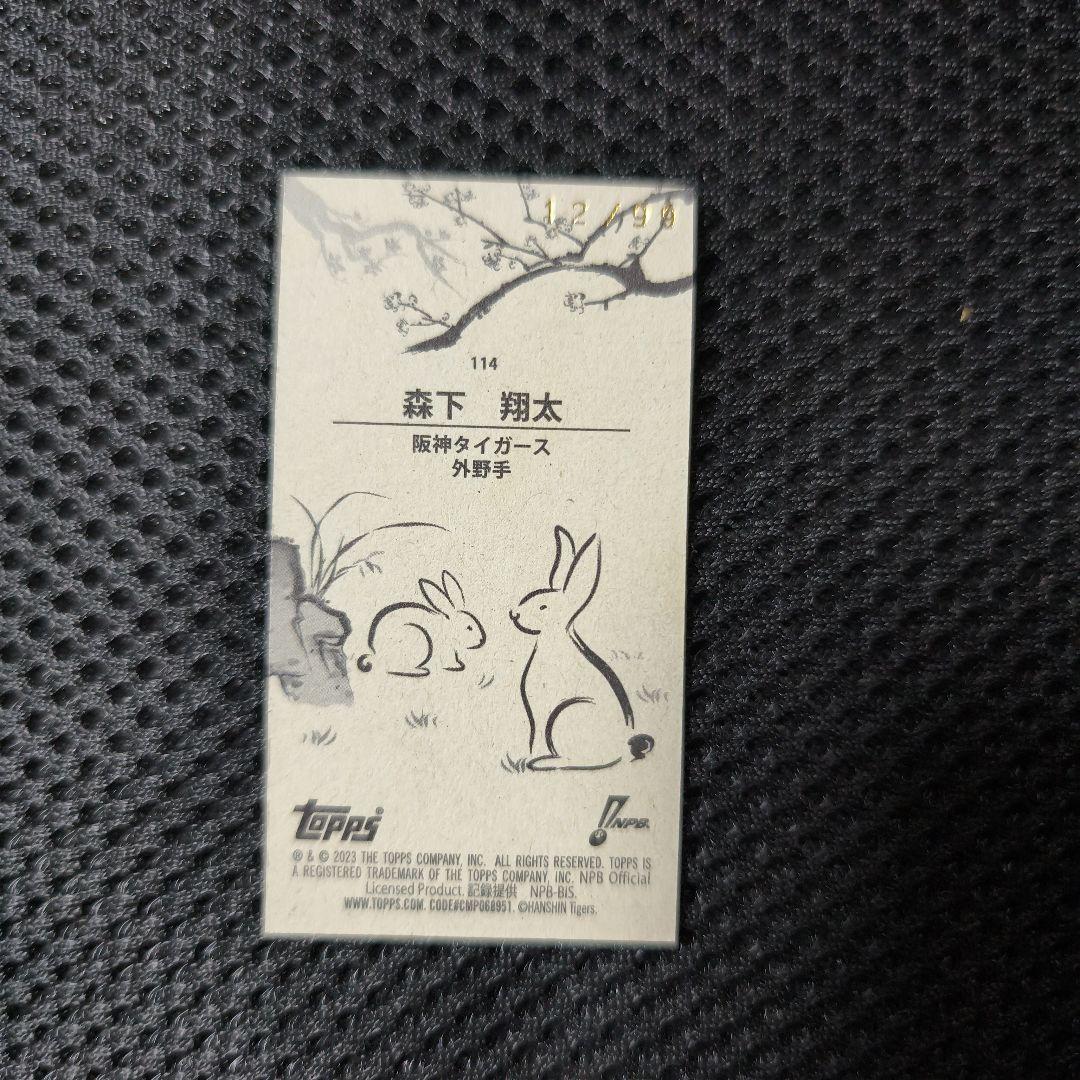 12/99
114
森下 翔太
阪神タイガース
外野手
Topps®
NPB®
® & © 2023 THE TOPPS COMPANY, INC. ALL RIGHTS RESERVED. TOPPS IS
A REGISTERED TRADEMARK OF THE TOPPS COMPANY, INC. NPB Official
Licensed Product. 記録提供 NPB-BIS.
WWW.TOPPS.COM. CODE#CMP068951. ©HANSHIN Tigers.